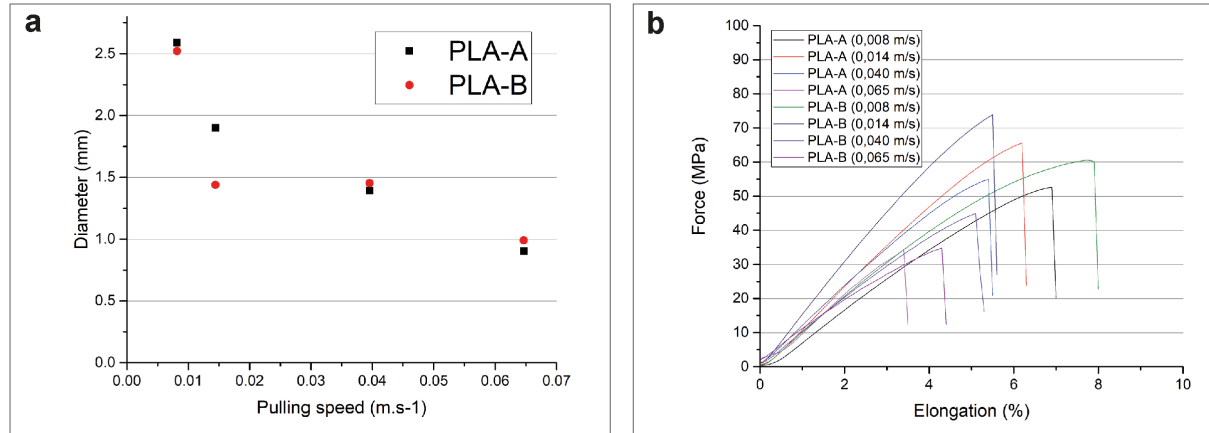 a
PLA-A
PLA-B
2.5
2.0
1.5
1.0
0.5
0.0
Diameter (mm)
0.00 0.01 0.02 0.03 0.04 0.05 0.06 0.07
Pulling speed (m.s-1)
b
PLA-A (0,008 m/s)
PLA-A (0,014 m/s)
PLA-A (0,040 m/s)
PLA-A (0,065 m/s)
PLA-B (0,008 m/s)
PLA-B (0,014 m/s)
PLA-B (0,040 m/s)
PLA-B (0,065 m/s)
100
90
80
70
60
50
40
30
20
10
0
Force (MPa)
0 2 4 6 8 10
Elongation (%)